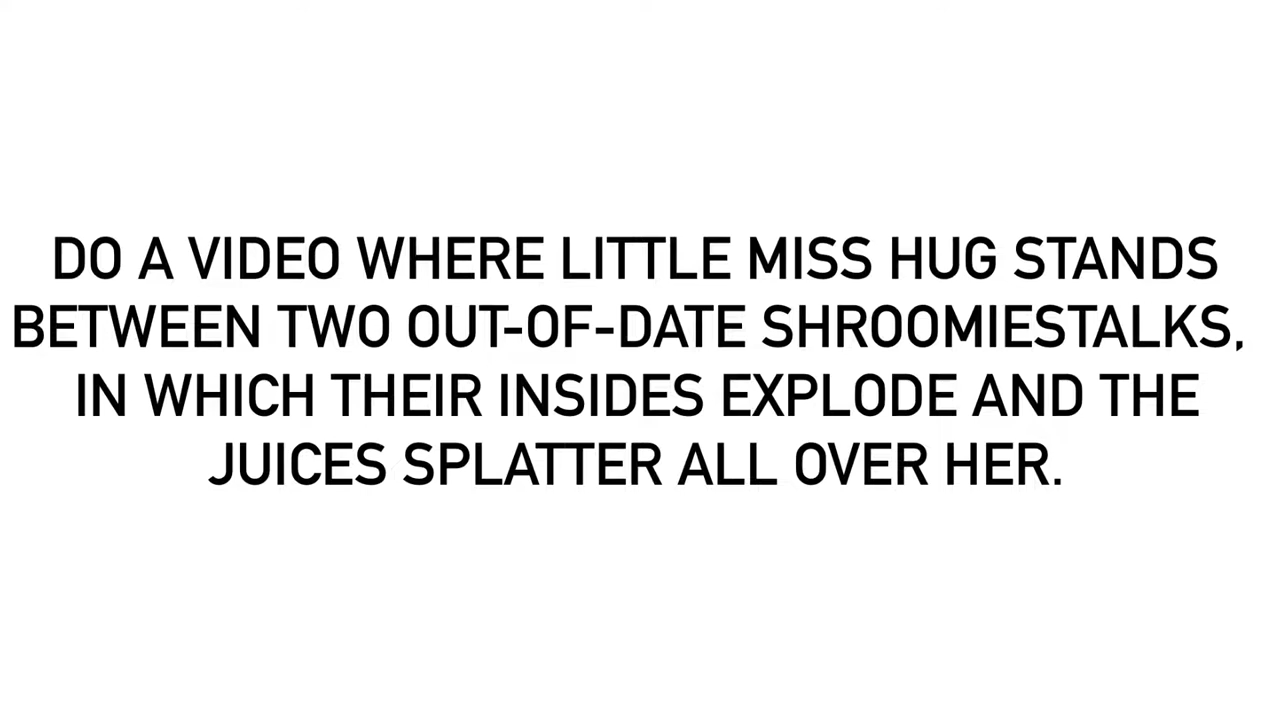 DO A VIDEO WHERE LITTLE MISS HUG STANDS
BETWEEN TWO OUT-OF-DATE SHROOMIESTALKS,
IN WHICH THEIR INSIDES EXPLODE AND THE
JUICES SPLATTER ALL OVER HER.